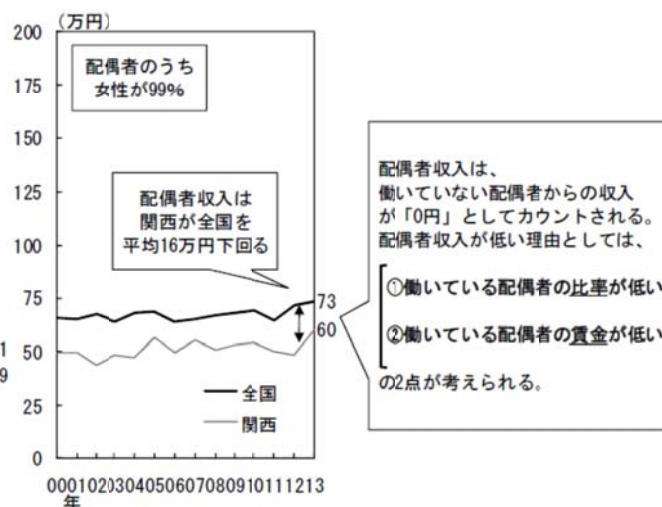 (万円)
200
175
150
125
100
75
50
25
0
1
9
配偶者のうち
女性が99%
配偶者収入は
関西が全国を
平均16万円下回る
73
60
全国
関西
0001020304050607080910111213
年
配偶者収入は、
働いていない配偶者からの収入
が「0円」としてカウントされる。
配偶者収入が低い理由としては、
①働いている配偶者の比率が低い
②働いている配偶者の賃金が低い
の2点が考えられる。